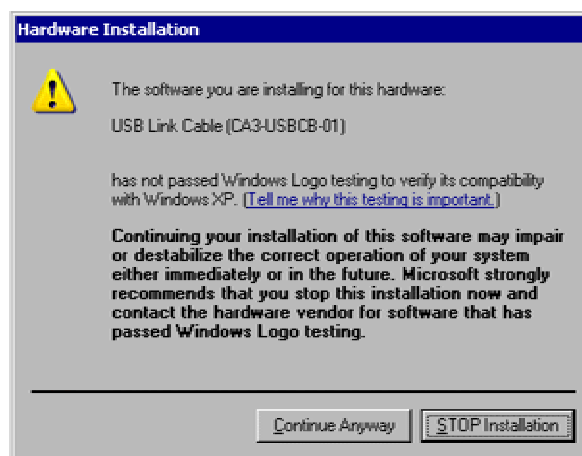 Hardware Installation
The software you are installing for this hardware:
USB Link Cable (CA3-USBCB-01)
has not passed Windows Logo testing to verify its compatibility
with Windows XP. (Tell me why this testing is important.)
Continuing your installation of this software may impair
or destabilize the correct operation of your system
either immediately or in the future. Microsoft strongly
recommends that you stop this installation now and
contact the hardware vendor for software that has
passed Windows Logo testing.
Continue Anyway
STOP Installation